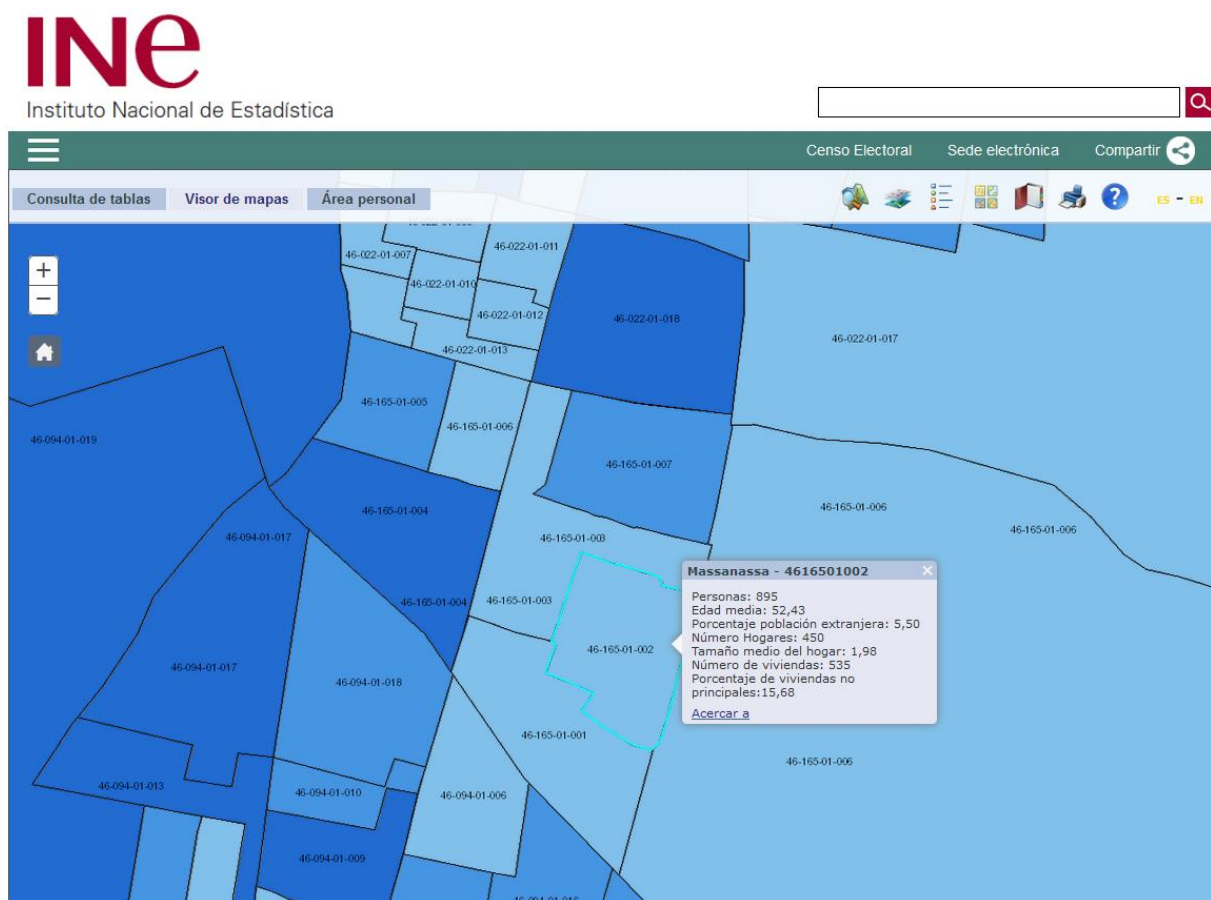 INe
Instituto Nacional de Estadística
Censo Electoral
Sede electrónica
Compartir
Consulta de tablas
Visor de mapas
Área personal
ES - EN
46-022-01-007
46-022-01-011
46-022-01-010
46-022-01-012
46-022-01-018
46-022-01-013
46-022-01-017
46-165-01-005
46-165-01-006
46-094-01-019
46-165-01-007
46-165-01-004
46-165-01-006
46-165-01-006
46-094-01-017
46-165-01-003
46-165-01-004
46-165-01-003
Massanassa - 4616501002
Personas: 895
Edad media: 52,43
Porcentaje población extranjera: 5,50
Número Hogares: 450
Tamaño medio del hogar: 1,98
Número de viviendas: 535
Porcentaje de viviendas no
principales:15,68
Acercar a
46-165-01-002
46-094-01-017
46-094-01-018
46-165-01-001
46-165-01-006
46-094-01-013
46-094-01-010
46-094-01-006
46-094-01-009